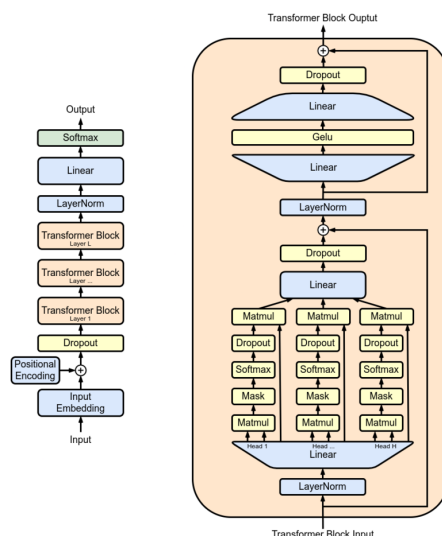 Output
Softmax
Linear
LayerNorm
Transformer Block
Layer L
Transformer Block
Layer ...
Transformer Block
Layer 1
Dropout
Positional
Encoding
Input
Embedding
Input
Transformer Block Ouptut
Dropout
Linear
Gelu
Linear
LayerNorm
Dropout
Linear
Matmul Matmul Matmul
Dropout Dropout Dropout
Softmax Softmax Softmax
Mask Mask Mask
Matmul Matmul Matmul
Head 1 Head ... Head H
Linear
LayerNorm
Transformer Block Input